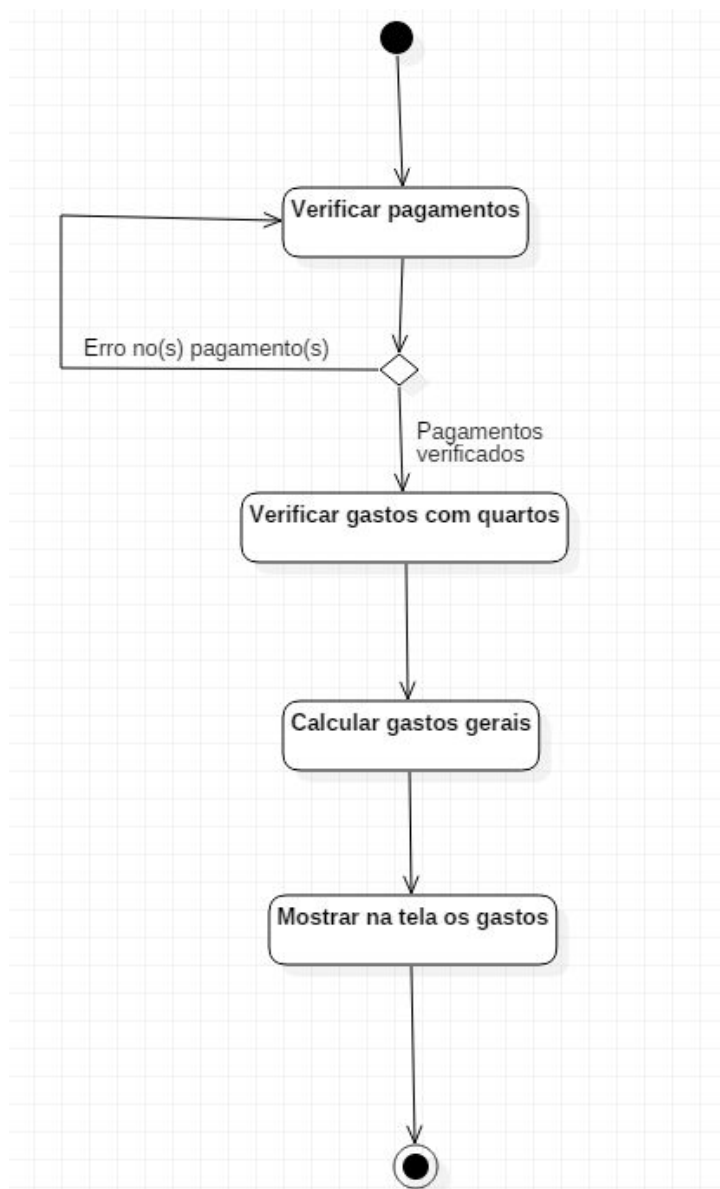 Verificar pagamentos
Erro no(s) pagamento(s)
Pagamentos
verificados
Verificar gastos com quartos
Calcular gastos gerais
Mostrar na tela os gastos